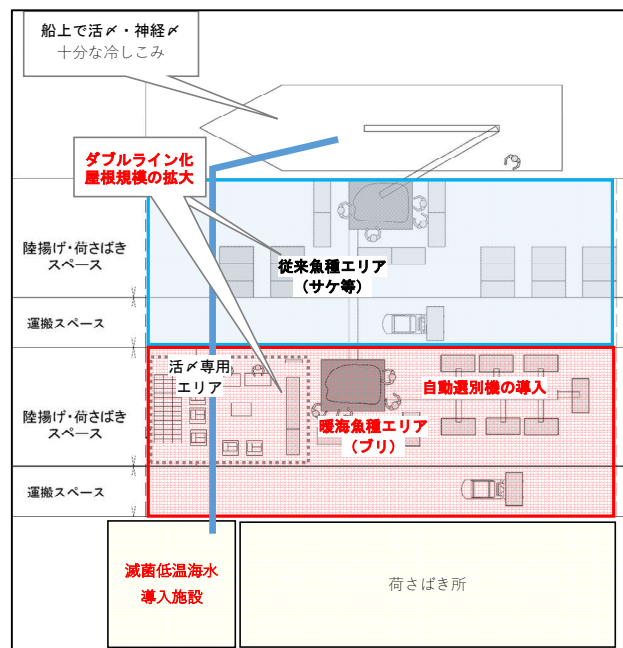 船上で活〆・神経〆
十分な冷しこみ
ダブルライン化
屋根規模の拡大
陸揚げ・荷さばき
スペース
従来魚種エリア
（サケ等）
運搬スペース
活〆専用
エリア
自動選別機の導入
陸揚げ・荷さばき
スペース
暖海魚種エリア
（ブリ）
運搬スペース
滅菌低温海水
導入施設
荷さばき所